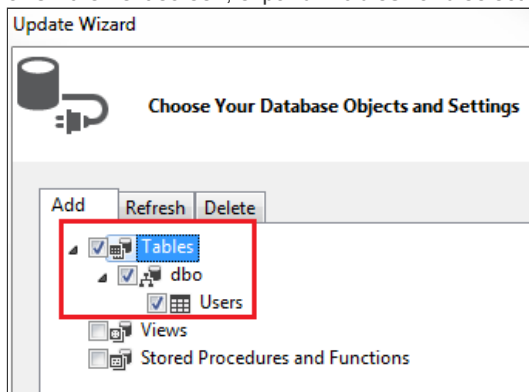 Update Wizard
Choose Your Database Objects and Settings
Add Refresh Delete
Tables
dbo
Users
Views
Stored Procedures and Functions